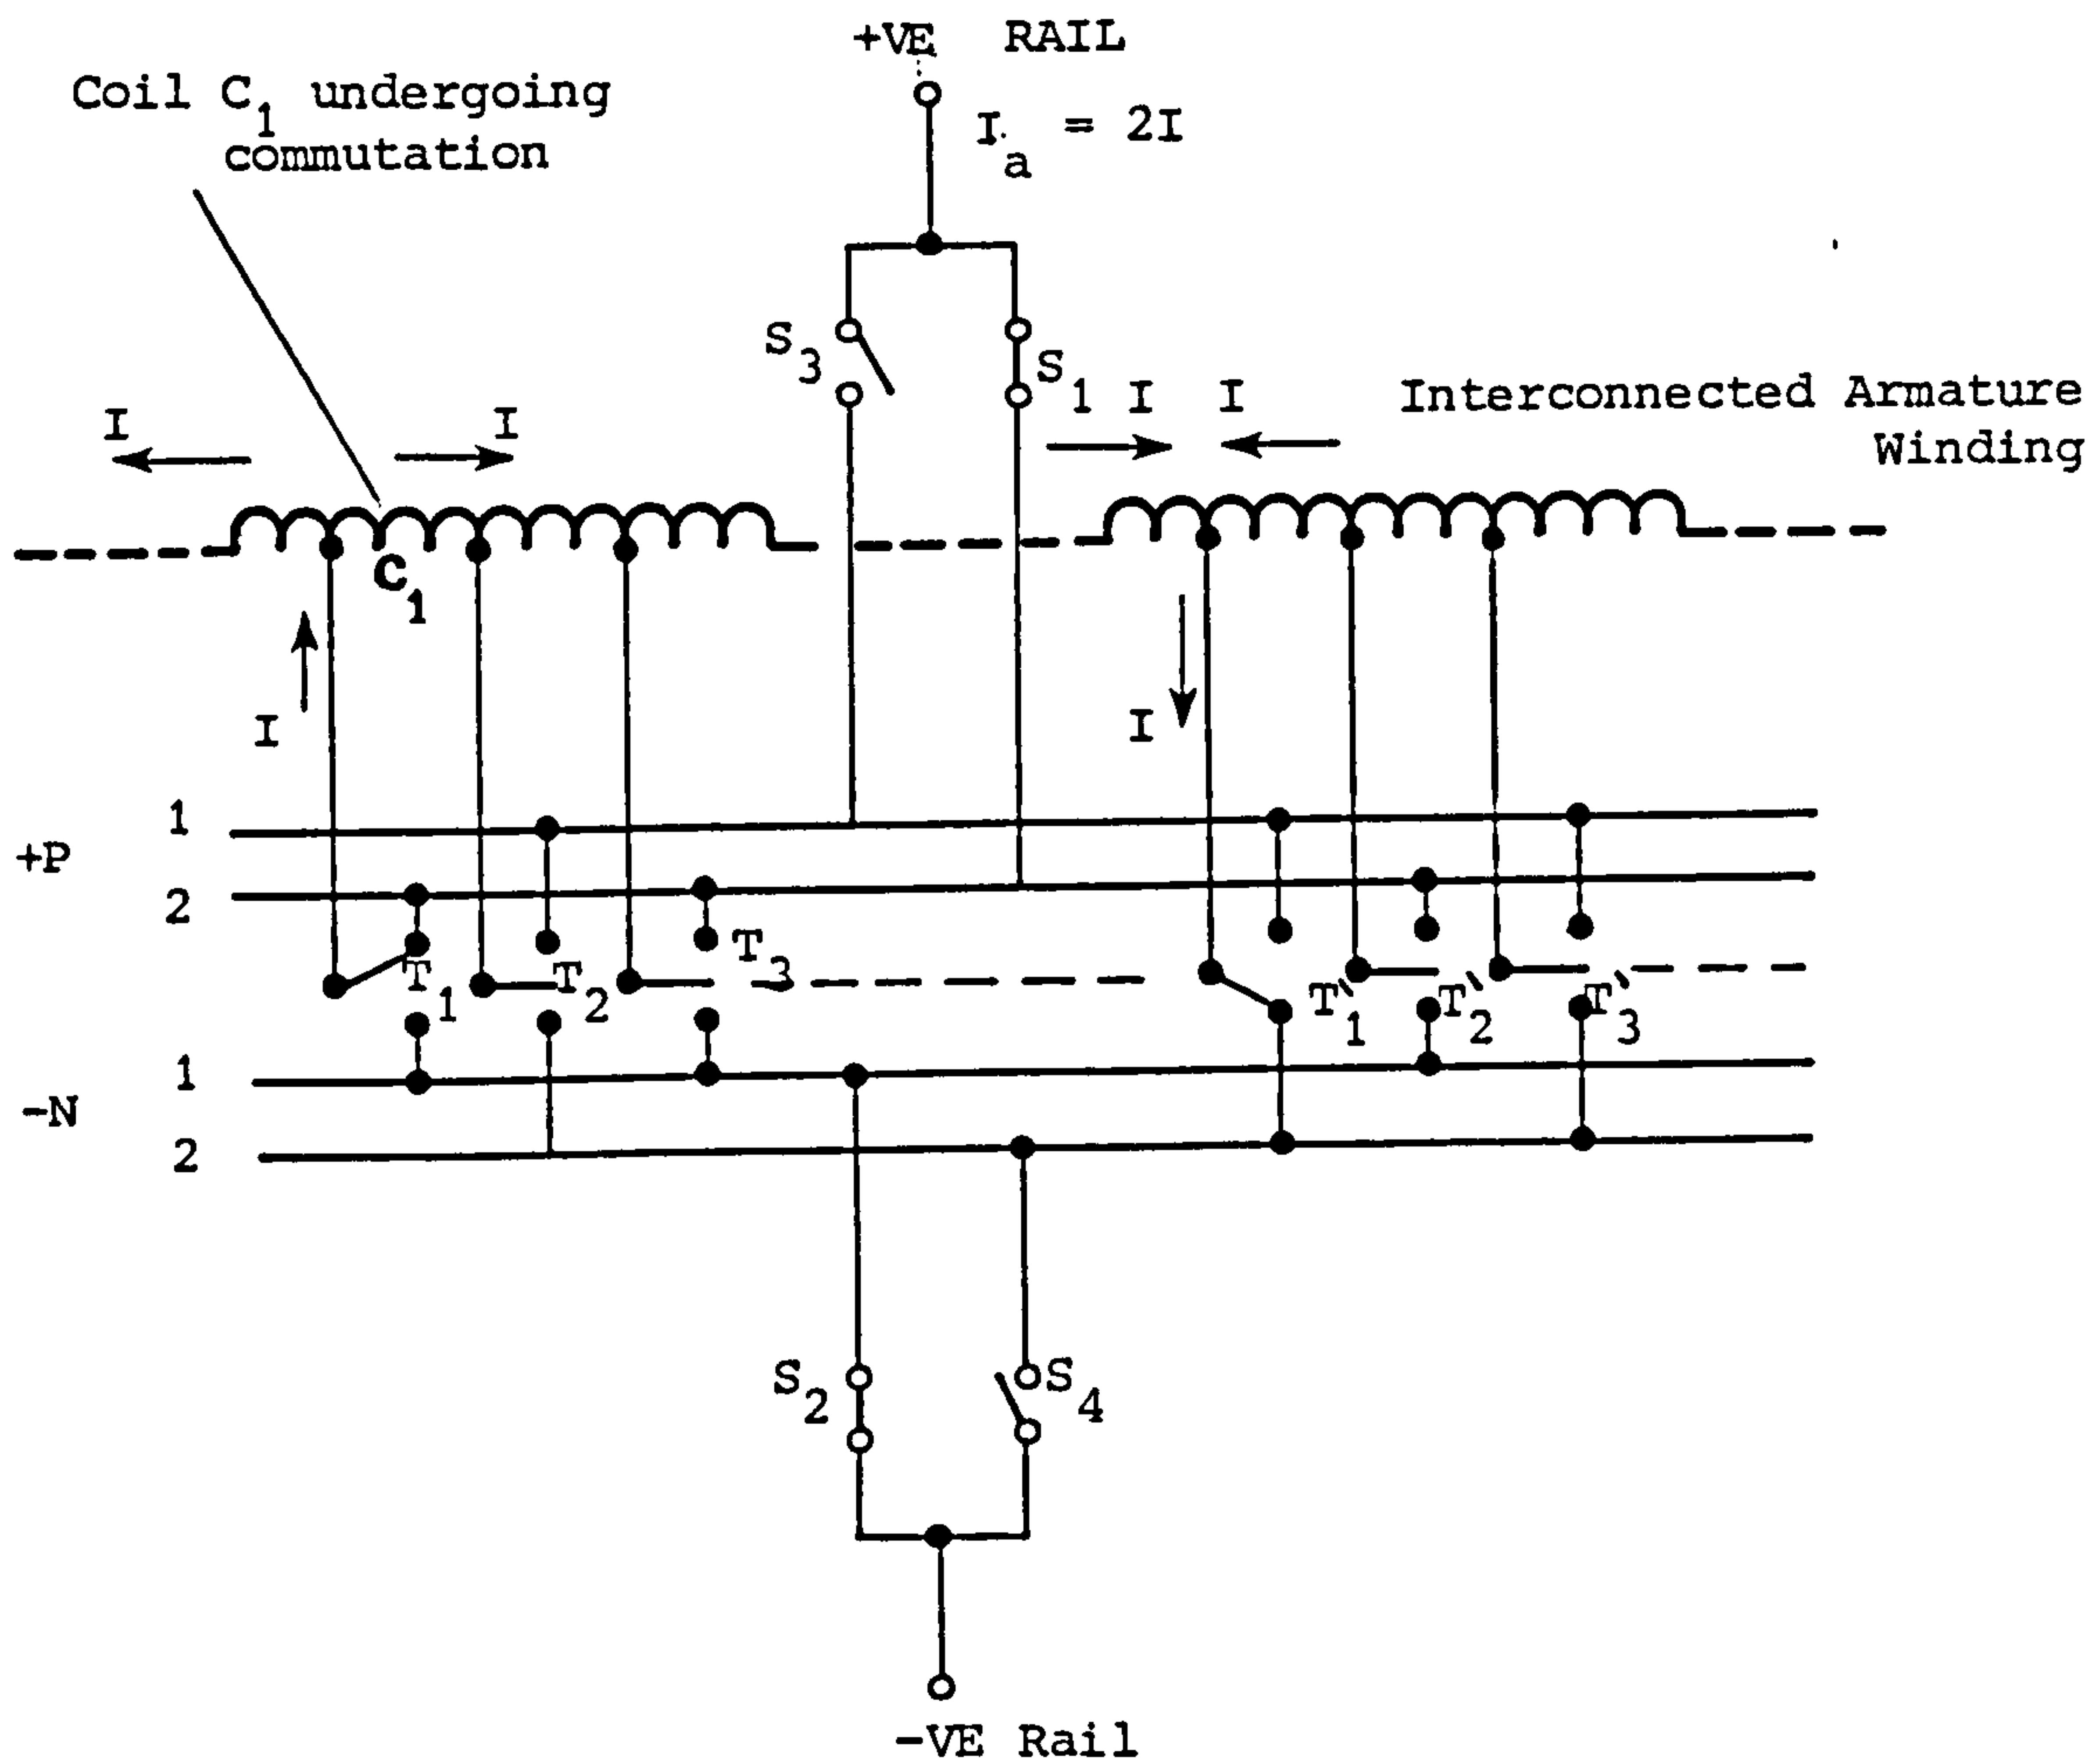 +VE RAIL
Coil C1 undergoing
commutation
Ia = 2I
S3
S1
I
I
I
I
Interconnected Armature
Winding
C1
I
I
1
+P
2
T1
T2
T3
T`1
T`2
T`3
1
-N
2
S2
S4
-VE Rail